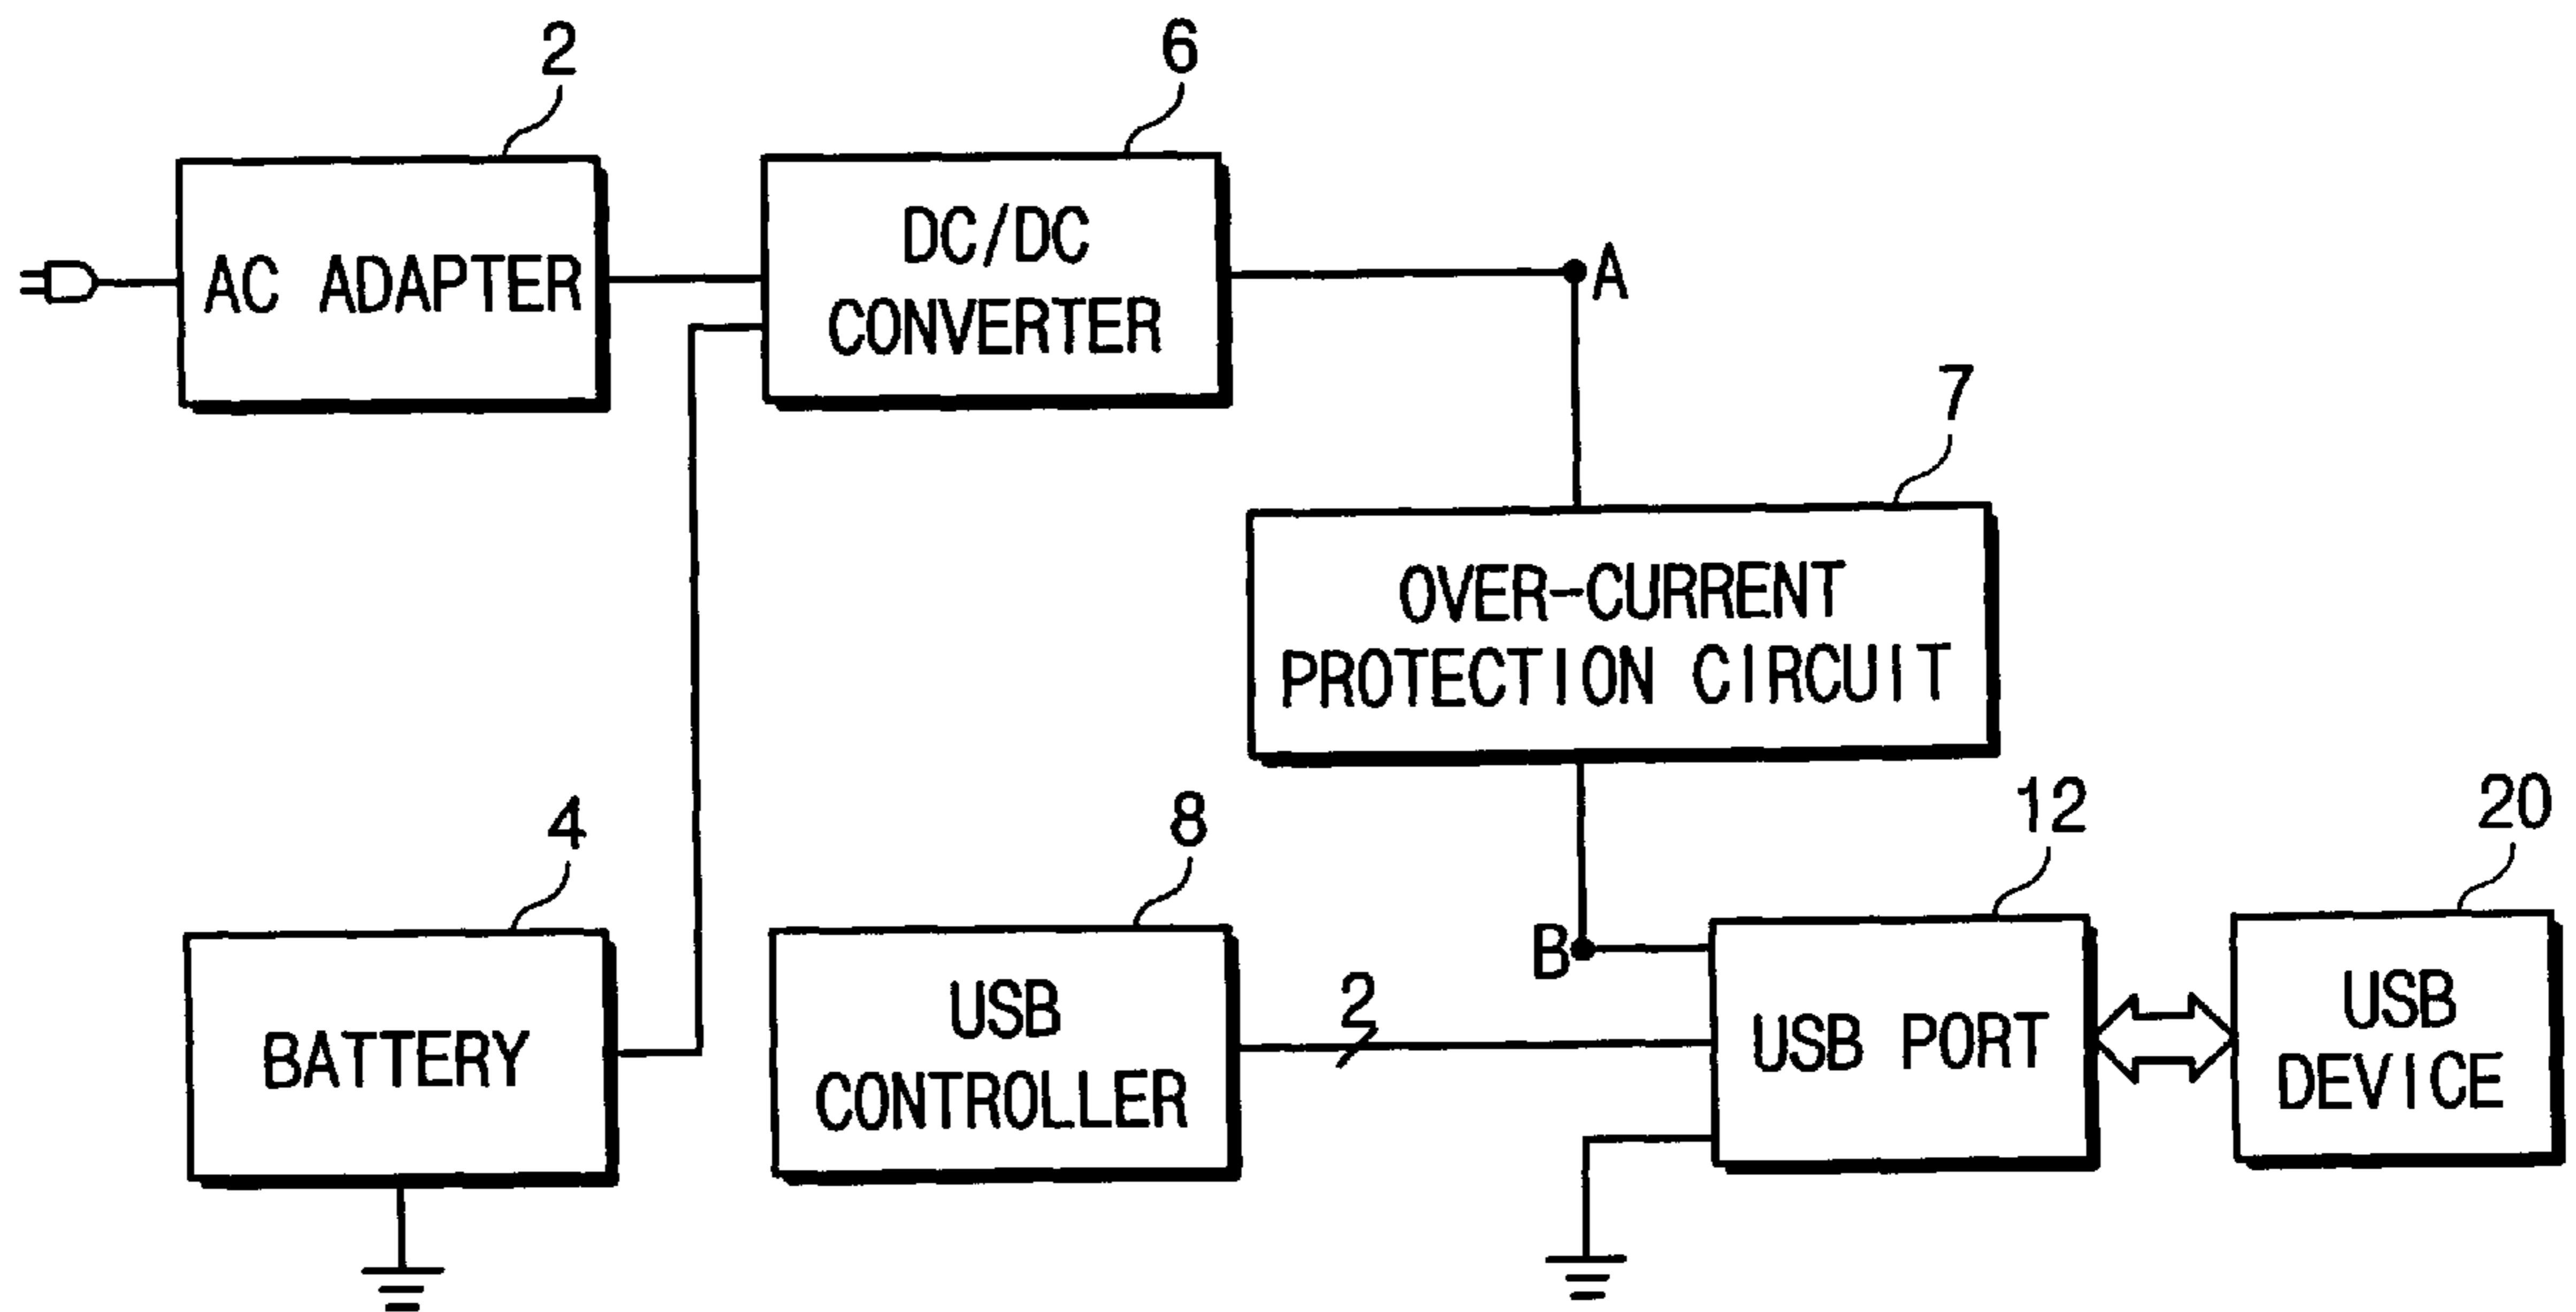 2
6
AC ADAPTER
DC/DC
CONVERTER
A
7
OVER-CURRENT
PROTECTION CIRCUIT
4
8
12
20
BATTERY
USB
CONTROLLER
2
B
USB PORT
USB
DEVICE